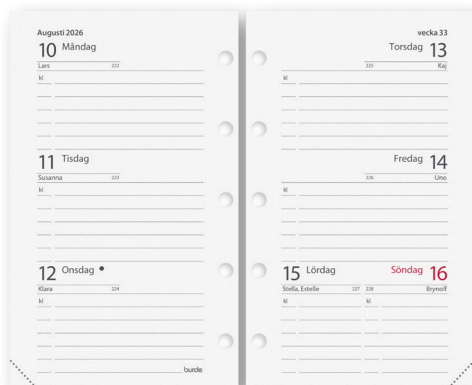 Augusti 2026
10 Måndag
Lars 222
kl
11 Tisdag
Susanna 223
kl
12 Onsdag
Klara 224
kl
burde
vecka 33
Torsdag 13
225 Kaj
kl
Fredag 14
226 Uno
kl
15 Lördag Söndag 16
Stella, Estelle 227 228 Brynolf
kl kl